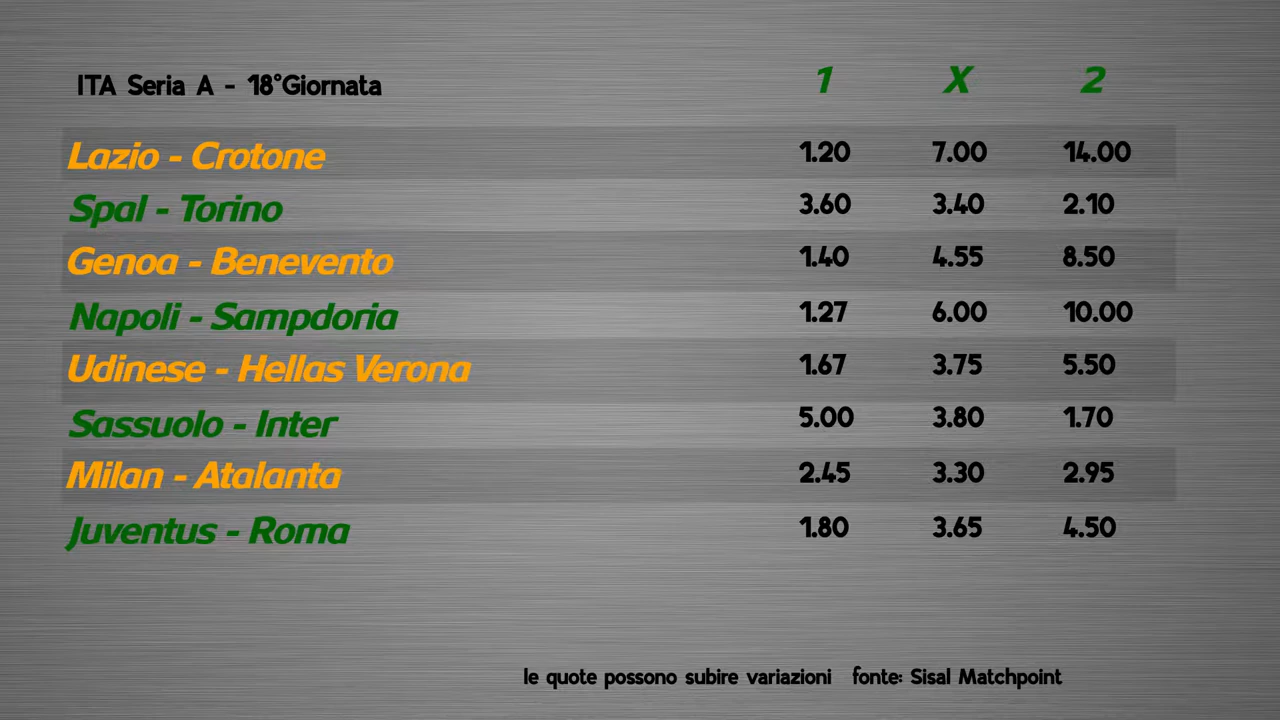 ITA Seria A - 18°Giornata 1 X 2
Lazio - Crotone 1.20 7.00 14.00
Spal - Torino 3.60 3.40 2.10
Genoa - Benevento 1.40 4.55 8.50
Napoli - Sampdoria 1.27 6.00 10.00
Udinese - Hellas Verona 1.67 3.75 5.50
Sassuolo - Inter 5.00 3.80 1.70
Milan - Atalanta 2.45 3.30 2.95
Juventus - Roma 1.80 3.65 4.50
le quote possono subire variazioni fonte: Sisal Matchpoint